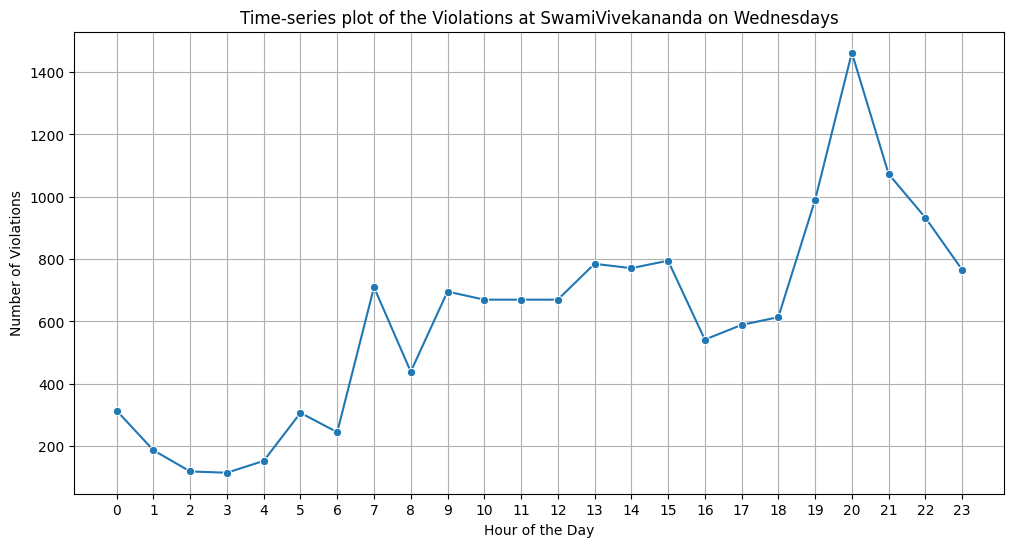 Time-series plot of the Violations at SwamiVivekananda on Wednesdays
1400
1200
1000
800
600
400
200
Number of Violations
0 1 2 3 4 5 6 7 8 9 10 11 12 13 14 15 16 17 18 19 20 21 22 23
Hour of the Day